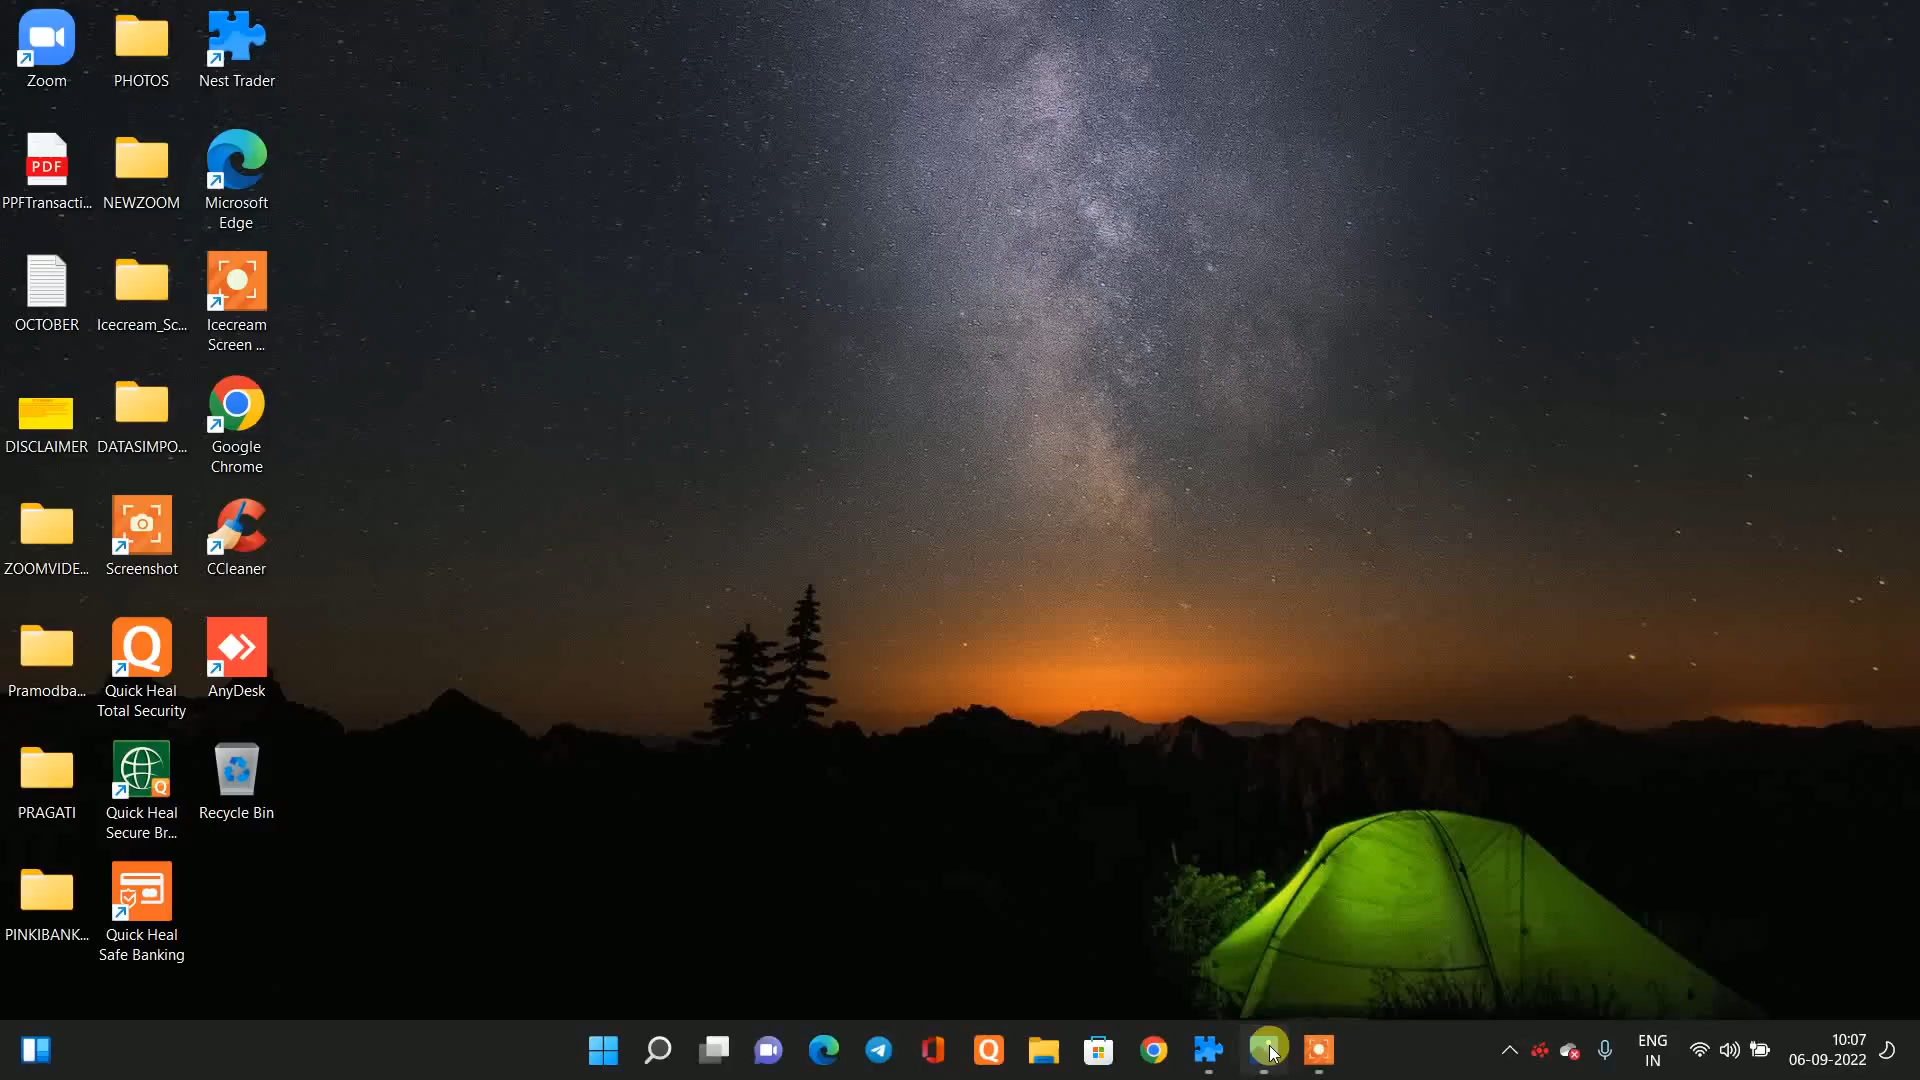 Zoom
PHOTOS
Nest Trader
PDF
PPFTransacti...
NEWZOOM
Microsoft
Edge
OCTOBER
Icecream_Sc...
Icecream
Screen ...
DISCLAIMER
DATASIMPO...
Google
Chrome
ZOOMVIDE...
Screenshot
CCleaner
Pramodba...
Quick Heal
Total Security
AnyDesk
PRAGATI
Quick Heal
Secure Br...
Recycle Bin
PINKIBANK...
Quick Heal
Safe Banking
ENG
IN
10:07
06-09-2022